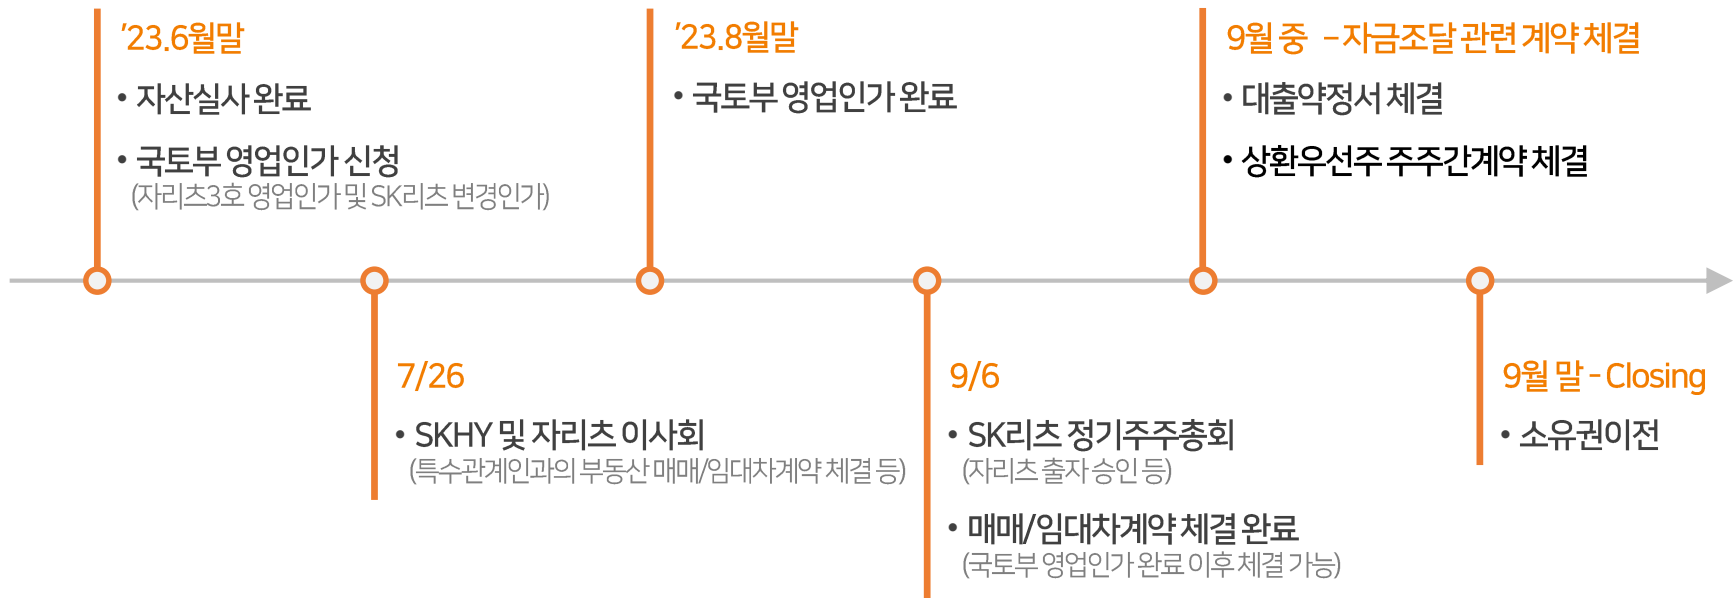 ’23.6월말
• 자산실사 완료
• 국토부 영업인가 신청
(자리츠3호 영업인가 및 SK리츠 변경인가)
’23.8월말
• 국토부 영업인가 완료
9월 중 – 자금조달 관련 계약 체결
• 대출약정서 체결
• 상환우선주 주주간계약 체결
7/26
• SKHY 및 자리츠 이사회
(특수관계인과의 부동산 매매/임대차계약 체결 등)
9/6
• SK리츠 정기주주총회
(자리츠 출자 승인 등)
• 매매/임대차계약 체결 완료
(국토부 영업인가 완료 이후 체결 가능)
9월 말 – Closing
• 소유권이전